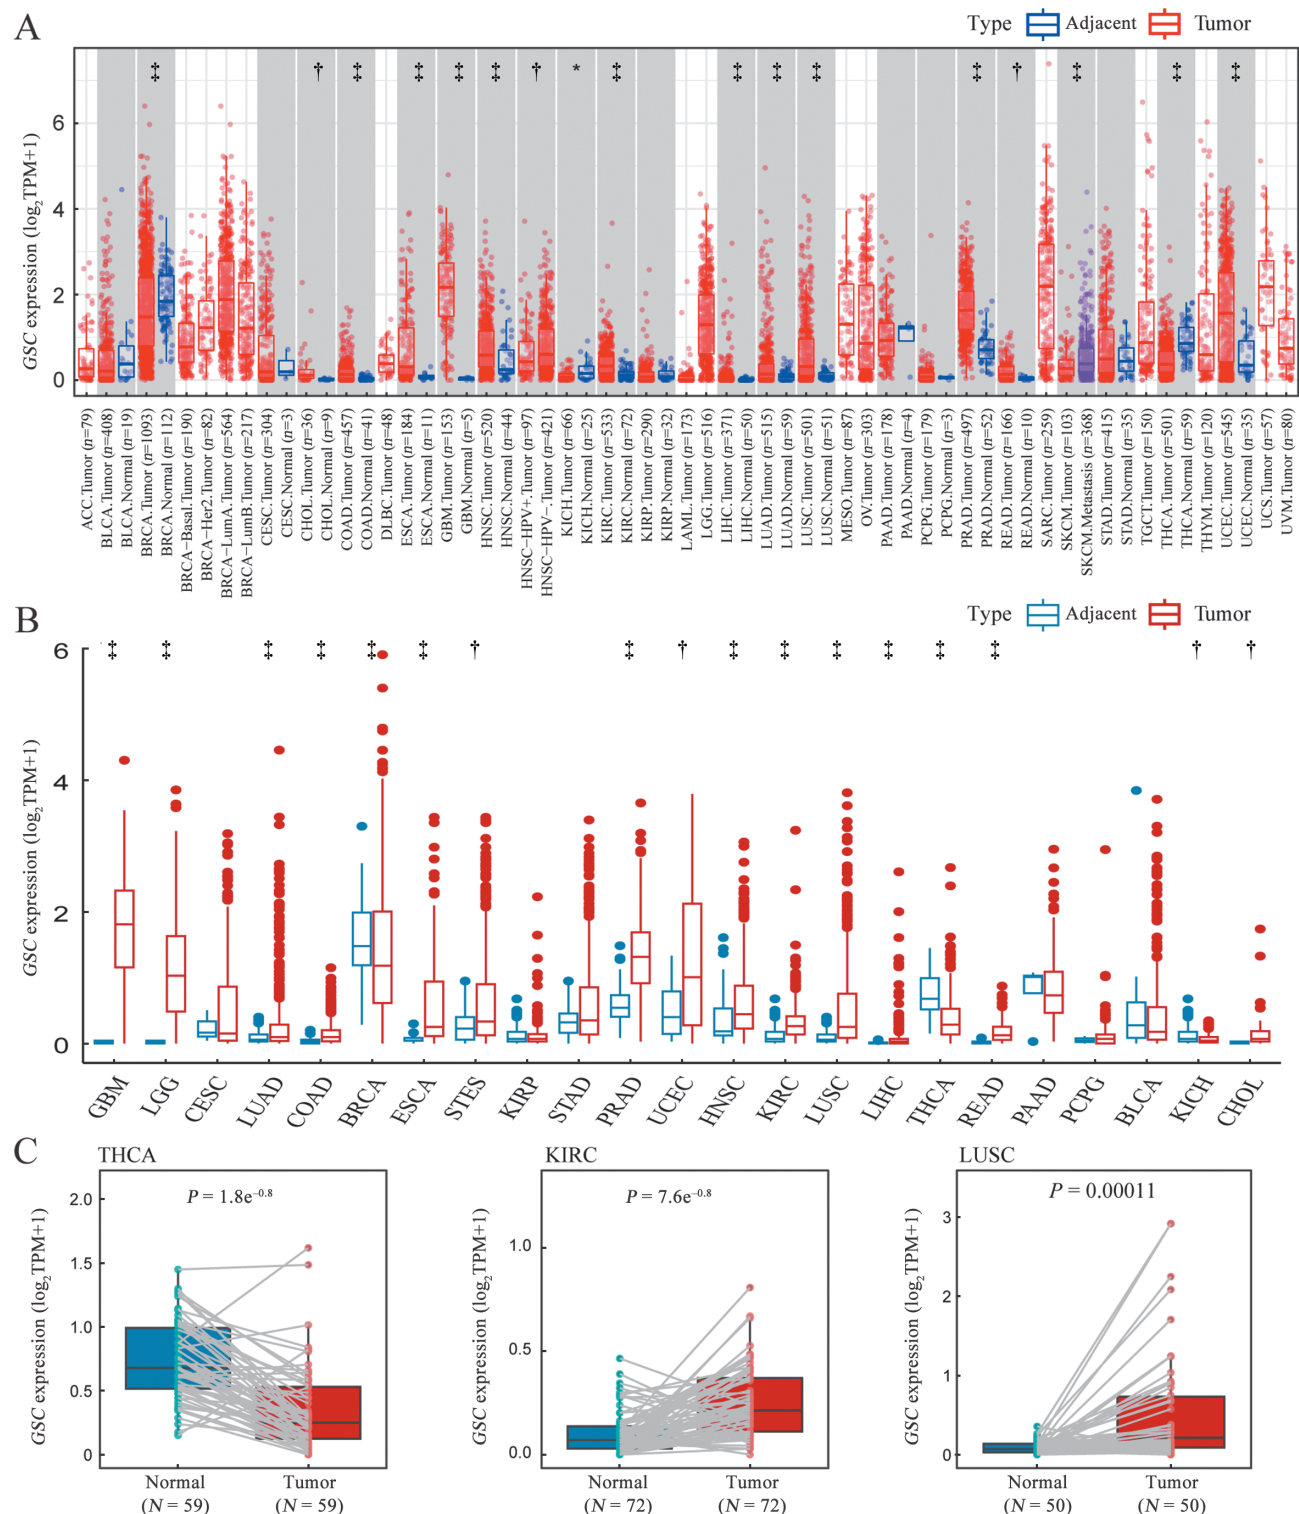 A
Type Adjacent Tumor
‡ † ‡ ‡ ‡ ‡ † * ‡ ‡ ‡ ‡ ‡ † ‡ ‡ ‡
GSC expression (log2TPM+1)
6
4
2
0
ACC.Tumor (n=79)
BLCA.Tumor (n=408)
BLCA.Normal (n=19)
BRCA.Tumor (n=1093)
BRCA.Normal (n=112)
BRCA−Basal.Tumor (n=190)
BRCA−Her2.Tumor (n=82)
BRCA−LumA.Tumor (n=564)
BRCA−LumB.Tumor (n=217)
CESC.Tumor (n=304)
CESC.Normal (n=3)
CHOL.Tumor (n=36)
CHOL.Normal (n=9)
COAD.Tumor (n=457)
COAD.Normal (n=41)
DLBC.Tumor (n=48)
ESCA.Tumor (n=184)
ESCA.Normal (n=11)
GBM.Tumor (n=153)
GBM.Normal (n=5)
HNSC.Tumor (n=520)
HNSC.Normal (n=44)
HNSC−HPV+.Tumor (n=97)
HNSC−HPV−.Tumor (n=421)
KICH.Tumor (n=66)
KICH.Normal (n=25)
KIRC.Tumor (n=533)
KIRC.Normal (n=72)
KIRP.Tumor (n=290)
KIRP.Normal (n=32)
LAML.Tumor (n=173)
LGG.Tumor (n=516)
LIHC.Tumor (n=371)
LIHC.Normal (n=50)
LUAD.Tumor (n=515)
LUAD.Normal (n=59)
LUSC.Tumor (n=501)
LUSC.Normal (n=51)
MESO.Tumor (n=87)
OV.Tumor (n=303)
PAAD.Tumor (n=178)
PAAD.Normal (n=4)
PCPG.Tumor (n=179)
PCPG.Normal (n=3)
PRAD.Tumor (n=497)
PRAD.Normal (n=52)
READ.Tumor (n=166)
READ.Normal (n=10)
SARC.Tumor (n=259)
SKCM.Tumor (n=103)
SKCM.Metastasis (n=368)
STAD.Tumor (n=415)
STAD.Normal (n=35)
TGCT.Tumor (n=150)
THCA.Tumor (n=501)
THCA.Normal (n=59)
THYM.Tumor (n=120)
UCEC.Tumor (n=545)
UCEC.Normal (n=35)
UCS.Tumor (n=57)
UVM.Tumor (n=80)
B
Type Adjacent Tumor
‡ ‡ ‡ ‡ ‡ ‡ † ‡ † ‡ ‡ ‡ ‡ ‡ ‡ † †
GSC expression (log2TPM+1)
6
4
2
0
GBM LGG CESC LUAD COAD BRCA ESCA STES KIRP STAD PRAD UCEC HNSC KIRC LUSC LIHC THCA READ PAAD PCPG BLCA KICH CHOL
C
THCA
P = 1.8e−0.8
GSC expression (log2TPM+1)
2.0
1.5
1.0
0.5
0
Normal Tumor
(N = 59) (N = 59)
KIRC
P = 7.6e−0.8
GSC expression (log2TPM+1)
1.0
0.5
0.0
Normal Tumor
(N = 72) (N = 72)
LUSC
P = 0.00011
GSC expression (log2TPM+1)
3
2
1
0
Normal Tumor
(N = 50) (N = 50)